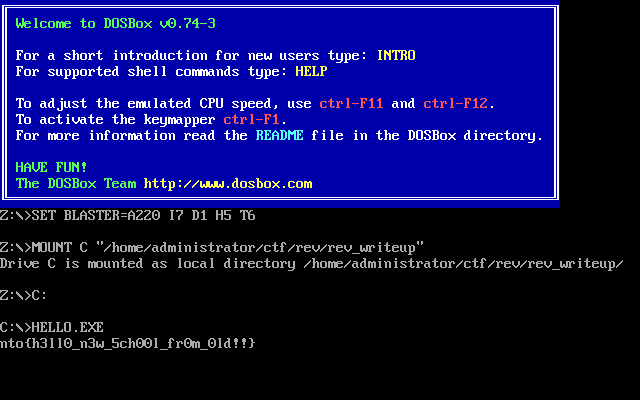 Welcome to DOSBox v0.74-3
For a short introduction for new users type: INTRO
For supported shell commands type: HELP
To adjust the emulated CPU speed, use ctrl-F11 and ctrl-F12.
To activate the keymapper ctrl-F1.
For more information read the README file in the DOSBox directory.
HAVE FUN!
The DOSBox Team http://www.dosbox.com
Z:\>SET BLASTER=A220 I7 D1 H5 T6
Z:\>MOUNT C "/home/administrator/ctf/rev/rev_writeup"
Drive C is mounted as local directory /home/administrator/ctf/rev/rev_writeup/
Z:\>C:
C:\>HELLO.EXE
nto{h3ll0_n3w_5ch00l_fr0m_0ld!!}